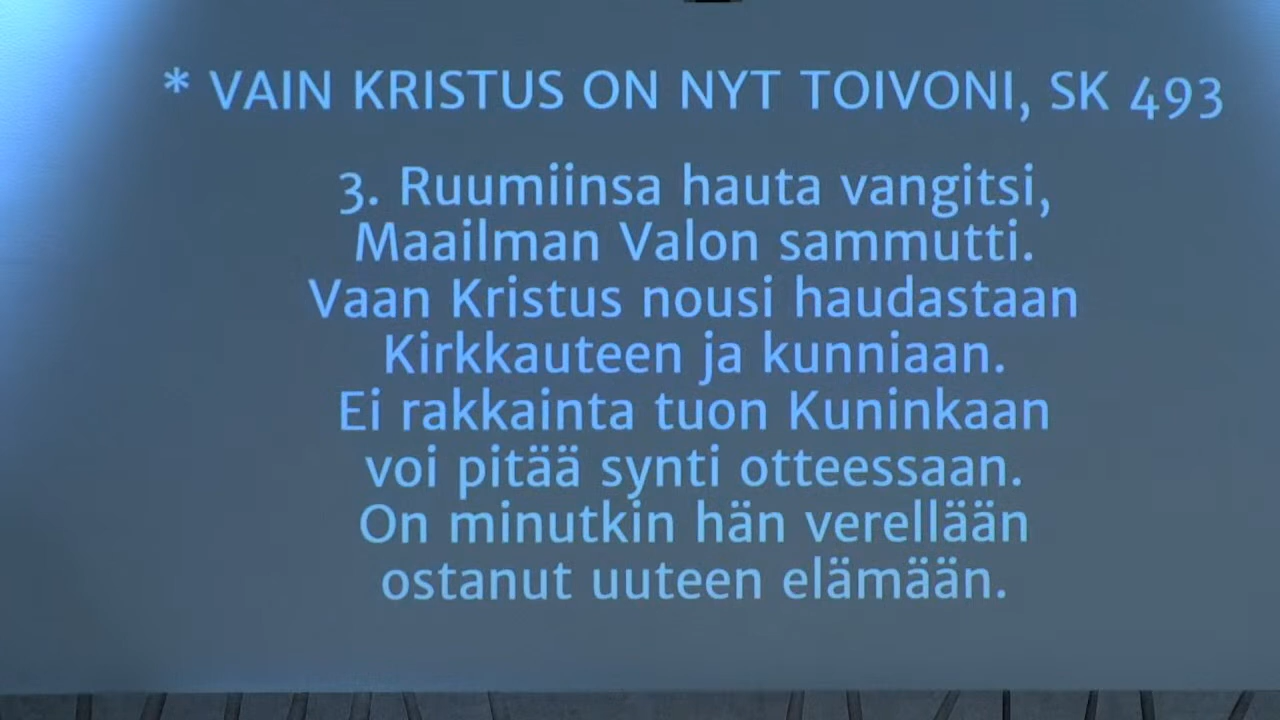 * VAIN KRISTUS ON NYT TOIVONI, SK 493
3. Ruumiinsa hauta vangitsi,
Maailman Valon sammutti.
Vaan Kristus nousi haudastaan
Kirkkauteen ja kunniaan.
Ei rakkainta tuon Kuninkaan
voi pitää synti otteessaan.
On minutkin hän verellään
ostanut uuteen elämään.